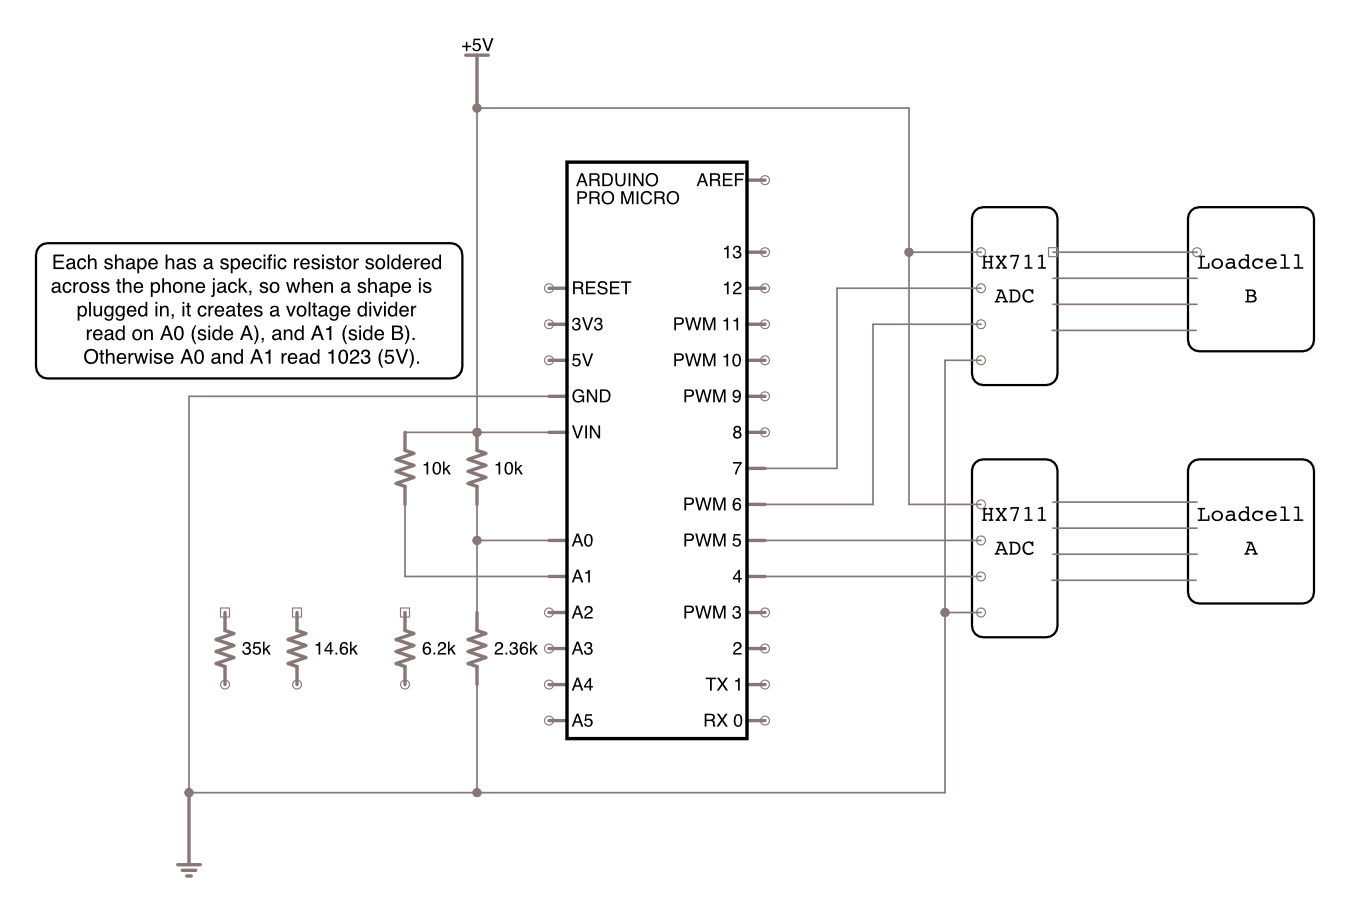 +5V
ARDUINO
PRO MICRO
AREF
13
12
PWM 11
PWM 10
PWM 9
8
7
PWM 6
PWM 5
4
PWM 3
2
TX 1
RX 0
RESET
3V3
5V
GND
VIN
A0
A1
A2
A3
A4
A5
Each shape has a specific resistor soldered
across the phone jack, so when a shape is
plugged in, it creates a voltage divider
read on A0 (side A), and A1 (side B).
Otherwise A0 and A1 read 1023 (5V).
10k
10k
35k
14.6k
6.2k
2.36k
HX711
ADC
Loadcell
B
HX711
ADC
Loadcell
A